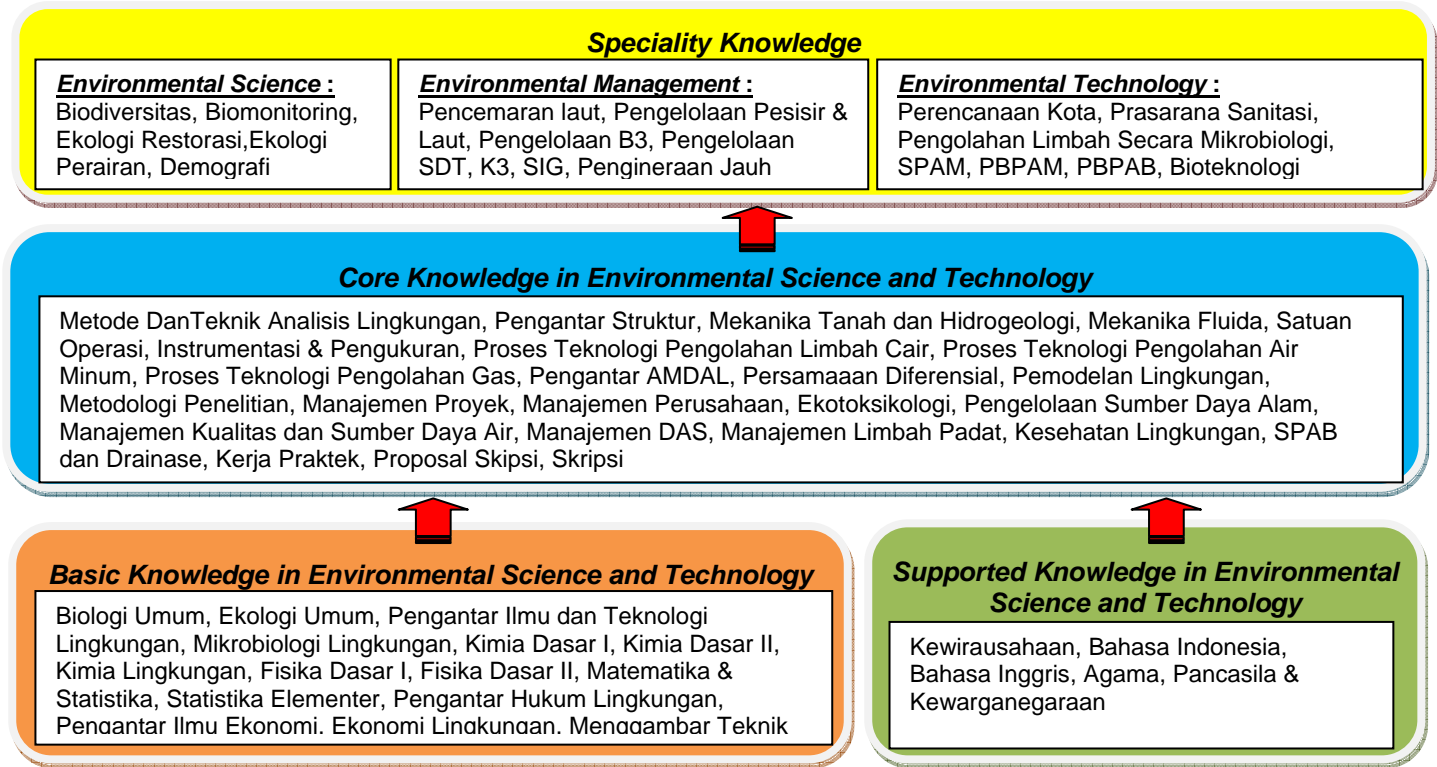 Speciality Knowledge
Environmental Science :
Biodiversitas, Biomonitoring,
Ekologi Restorasi,Ekologi
Perairan, Demografi
Environmental Management :
Pencemaran laut, Pengelolaan Pesisir &
Laut, Pengelolaan B3, Pengelolaan
SDT, K3, SIG, Pengineraan Jauh
Environmental Technology :
Perencanaan Kota, Prasarana Sanitasi,
Pengolahan Limbah Secara Mikrobiologi,
SPAM, PBPAM, PBPAB, Bioteknologi
Core Knowledge in Environmental Science and Technology
Metode DanTeknik Analisis Lingkungan, Pengantar Struktur, Mekanika Tanah dan Hidrogeologi, Mekanika Fluida, Satuan
Operasi, Instrumentasi & Pengukuran, Proses Teknologi Pengolahan Limbah Cair, Proses Teknologi Pengolahan Air
Minum, Proses Teknologi Pengolahan Gas, Pengantar AMDAL, Persamaaan Diferensial, Pemodelan Lingkungan,
Metodologi Penelitian, Manajemen Proyek, Manajemen Perusahaan, Ekotoksikologi, Pengelolaan Sumber Daya Alam,
Manajemen Kualitas dan Sumber Daya Air, Manajemen DAS, Manajemen Limbah Padat, Kesehatan Lingkungan, SPAB
dan Drainase, Kerja Praktek, Proposal Skipsi, Skripsi
Basic Knowledge in Environmental Science and Technology
Biologi Umum, Ekologi Umum, Pengantar Ilmu dan Teknologi
Lingkungan, Mikrobiologi Lingkungan, Kimia Dasar I, Kimia Dasar II,
Kimia Lingkungan, Fisika Dasar I, Fisika Dasar II, Matematika &
Statistika, Statistika Elementer, Pengantar Hukum Lingkungan,
Pengantar Ilmu Ekonomi, Ekonomi Lingkungan, Menggambar Teknik
Supported Knowledge in Environmental
Science and Technology
Kewirausahaan, Bahasa Indonesia,
Bahasa Inggris, Agama, Pancasila &
Kewarganegaraan